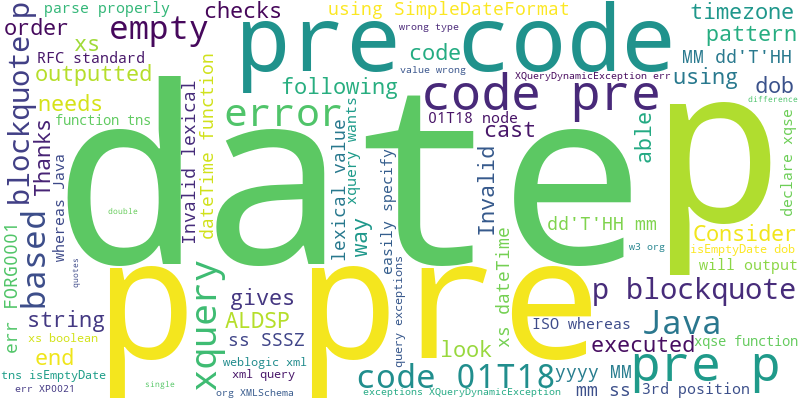 parse properly
checks
using SimpleDateFormat
timezone
order
empty
pre code
wrong type
pattern
xs
RFC standard
code
MM dd'T'HH
outputted
value wrong
XQueryDynamicException err
using
dob
following
code pre
needs
error
01T18 node
difference
function tns
cast
able
declare xqse
blockquote p
Thanks
whereas Java
Invalid lexical
dateTime function
lexical value
xquery wants
way
easily specify
Invalid
date
p
double
dd'T'HH mm
Consider
w3 org
isEmptyDate dob
will output
based
err FORG0001
quotes
p pre
xs dateTime
p blockquote
xquery
gives
query exceptions
string
ALDSP
ISO whereas
Java
xs boolean
ss SSSZ
look
executed
xqse function
end
weblogic xml
pre p
tns isEmptyDate
xml query
code 01T18
yyyy MM
err XP0021
single
org XMLSchema
exceptions XQueryDynamicException
mm ss
3rd position